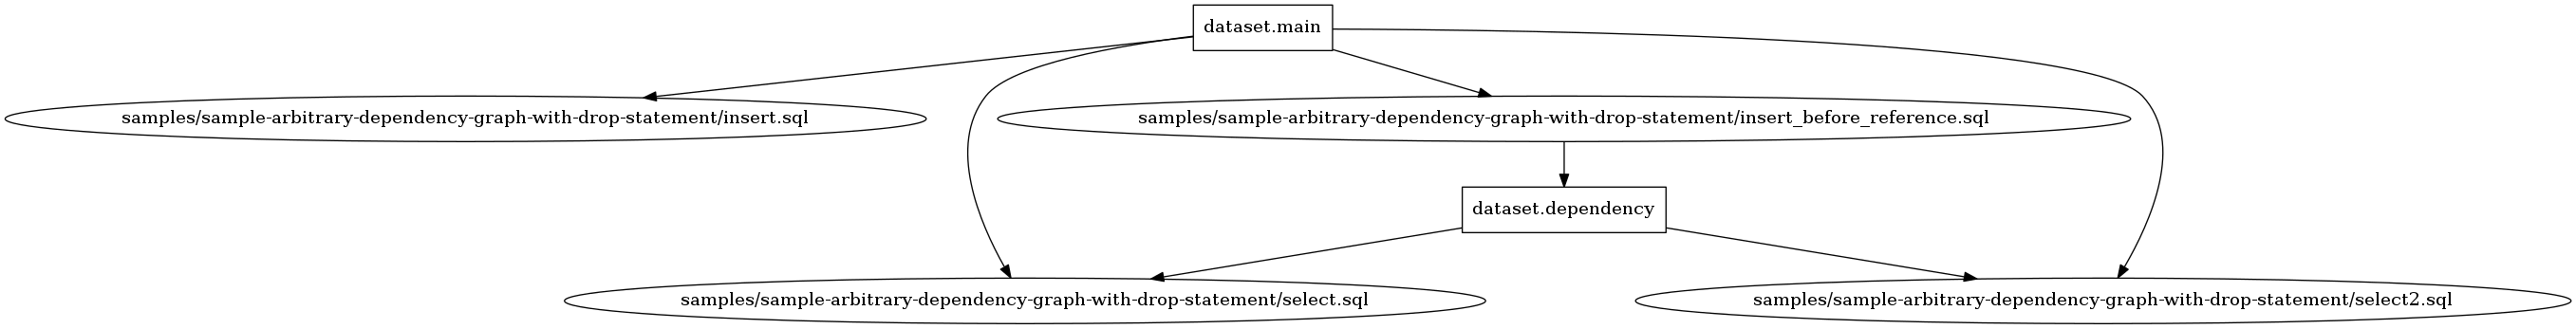 dataset.main
samples/sample-arbitrary-dependency-graph-with-drop-statement/insert.sql
samples/sample-arbitrary-dependency-graph-with-drop-statement/insert_before_reference.sql
dataset.dependency
samples/sample-arbitrary-dependency-graph-with-drop-statement/select.sql
samples/sample-arbitrary-dependency-graph-with-drop-statement/select2.sql